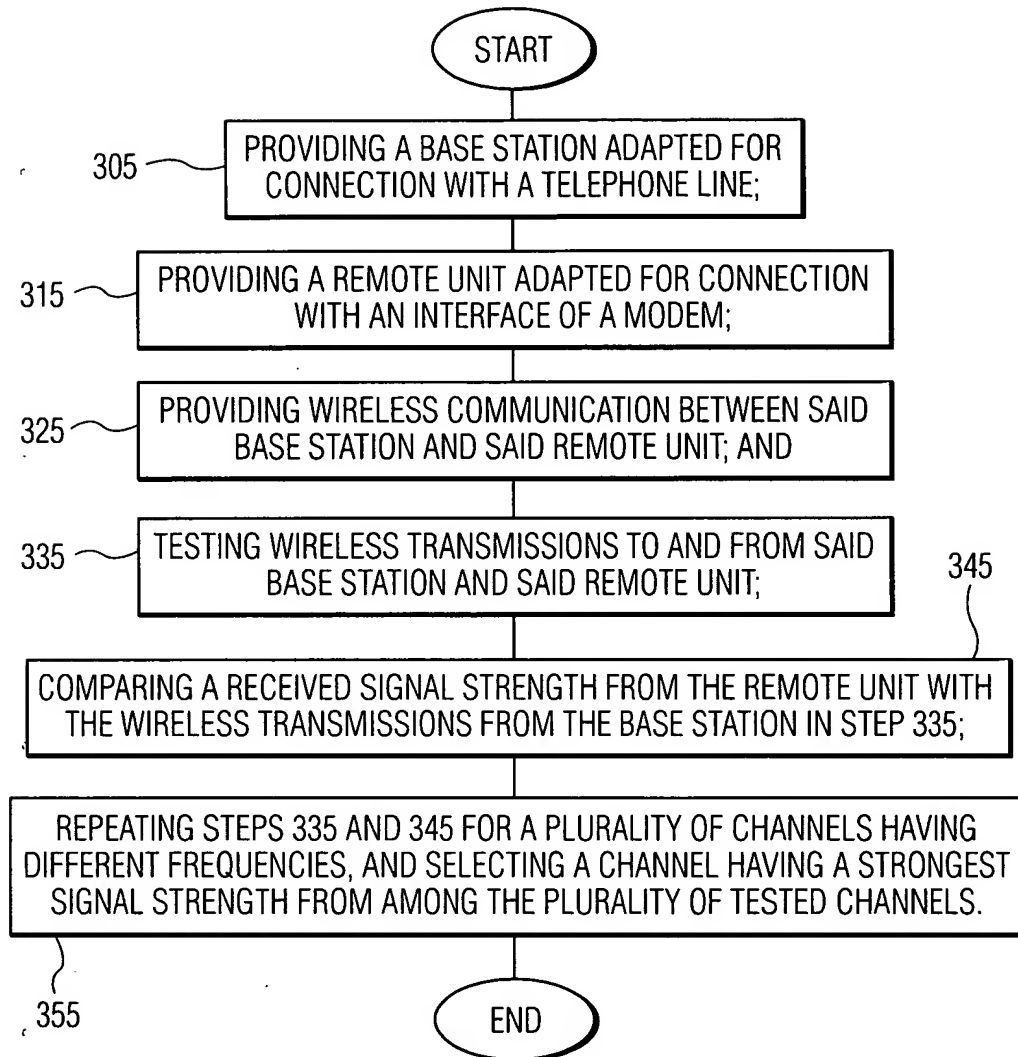 START
305
PROVIDING A BASE STATION ADAPTED FOR
CONNECTION WITH A TELEPHONE LINE;
315
PROVIDING A REMOTE UNIT ADAPTED FOR CONNECTION
WITH AN INTERFACE OF A MODEM;
325
PROVIDING WIRELESS COMMUNICATION BETWEEN SAID
BASE STATION AND SAID REMOTE UNIT; AND
335
TESTING WIRELESS TRANSMISSIONS TO AND FROM SAID
BASE STATION AND SAID REMOTE UNIT;
345
COMPARING A RECEIVED SIGNAL STRENGTH FROM THE REMOTE UNIT WITH
THE WIRELESS TRANSMISSIONS FROM THE BASE STATION IN STEP 335;
REPEATING STEPS 335 AND 345 FOR A PLURALITY OF CHANNELS HAVING
DIFFERENT FREQUENCIES, AND SELECTING A CHANNEL HAVING A STRONGEST
SIGNAL STRENGTH FROM AMONG THE PLURALITY OF TESTED CHANNELS.
355
END